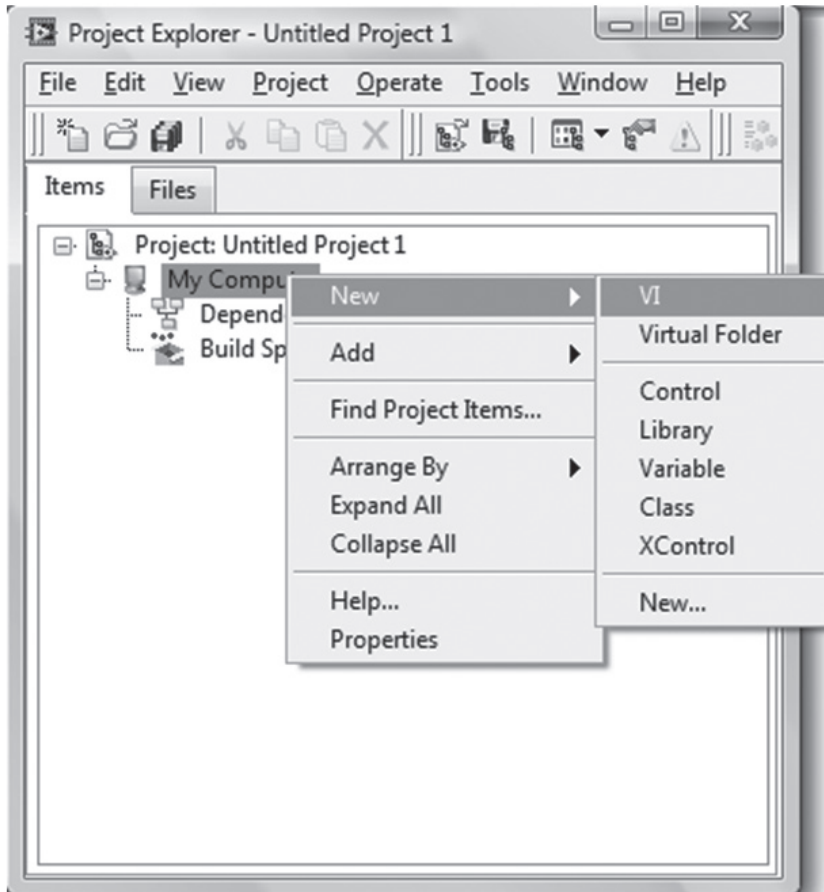 Project Explorer - Untitled Project 1
File Edit View Project Operate Tools Window Help
Items Files
Project: Untitled Project 1
My Compu
Depend
Build Sp
New
Add
Find Project Items...
Arrange By
Expand All
Collapse All
Help...
Properties
VI
Virtual Folder
Control
Library
Variable
Class
XControl
New...